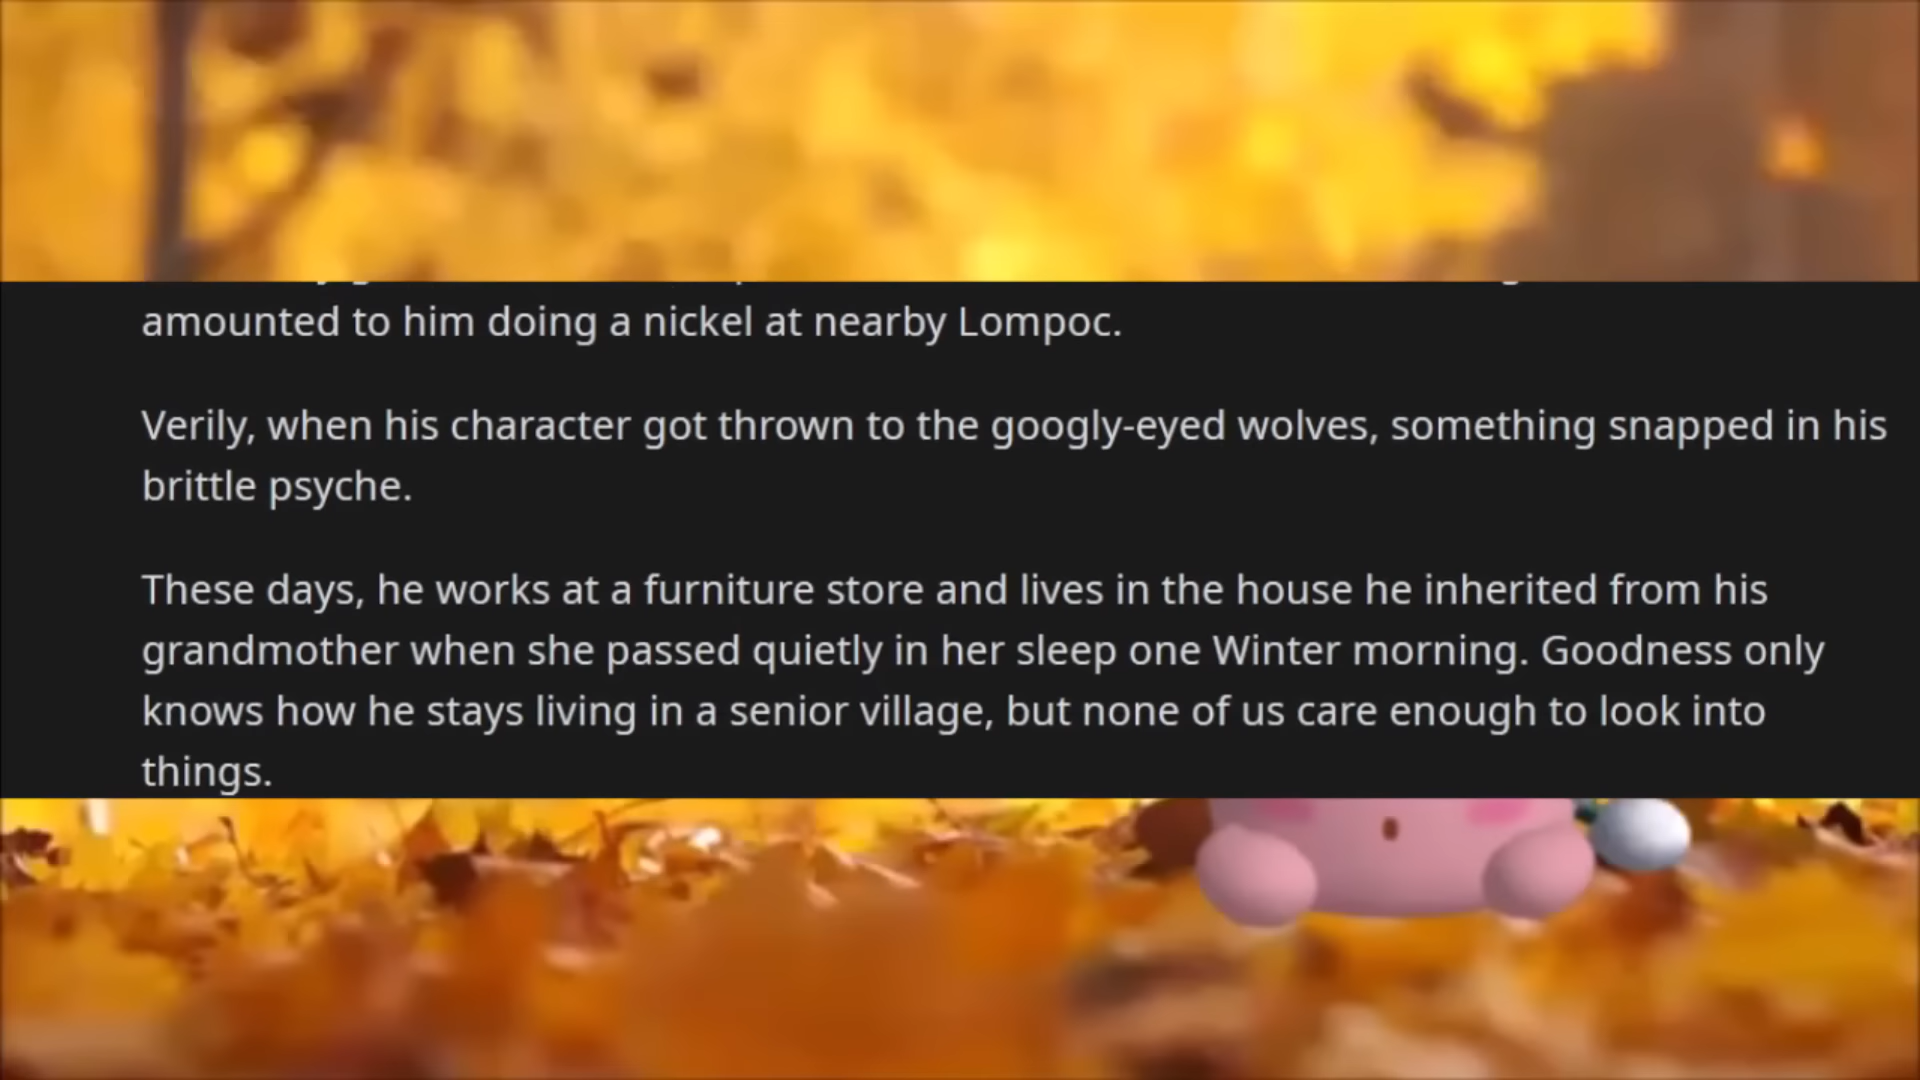 amounted to him doing a nickel at nearby Lompoc.
Verily, when his character got thrown to the googly-eyed wolves, something snapped in his
brittle psyche.
These days, he works at a furniture store and lives in the house he inherited from his
grandmother when she passed quietly in her sleep one Winter morning. Goodness only
knows how he stays living in a senior village, but none of us care enough to look into
things.